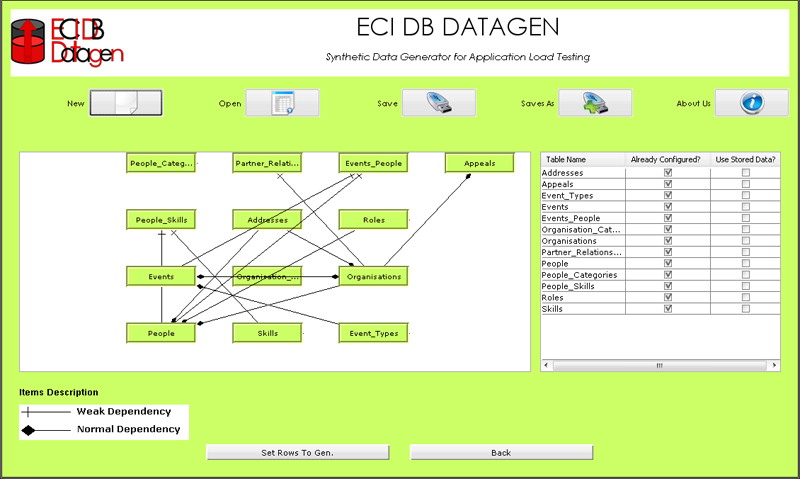 ECI DB
Datagen
ECI DB DATAGEN
Synthetic Data Generator for Application Load Testing
New
Open
Save
Saves As
About Us
People_Categ...
Partner_Relati...
Events_People
Appeals
People_Skills
Addresses
Roles
Events
Organisation_...
Organisations
People
Skills
Event_Types
Table Name Already Configured? Use Stored Data?
Addresses
Appeals
Event_Types
Events
Events_People
Organisation_Cat...
Organisations
Partner_Relations...
People
People_Categories
People_Skills
Roles
Skills
Items Description
Weak Dependency
Normal Dependency
Set Rows To Gen.
Back